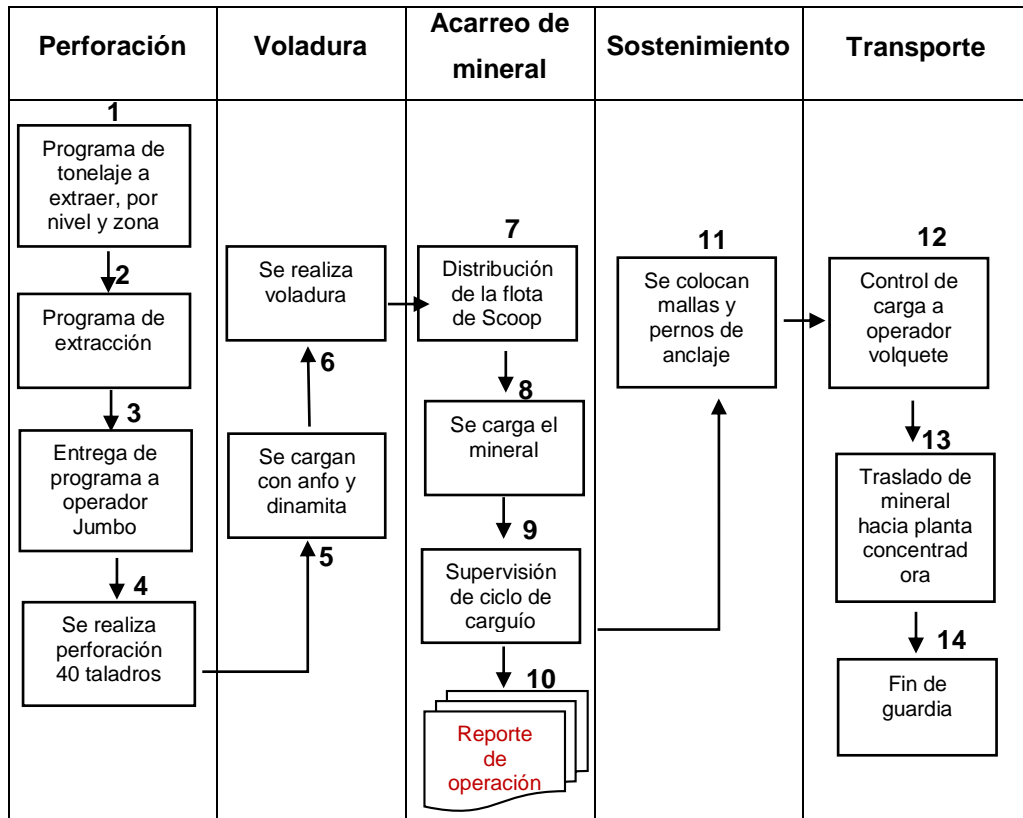 Perforación
Voladura
Acarreo de
mineral
Sostenimiento
Transporte
1
Programa de
tonelaje a
extraer, por
nivel y zona
2
Programa de
extracción
3
Entrega de
programa a
operador
Jumbo
4
Se realiza
perforación
40 taladros
Se realiza
voladura
6
Se cargan
con anfo y
dinamita
5
7
Distribución
de la flota
de Scoop
8
Se carga el
mineral
9
Supervisión
de ciclo de
carguío
10
Reporte
de
operación
11
Se colocan
mallas y
pernos de
anclaje
12
Control de
carga a
operador
volquete
13
Traslado de
mineral
hacia planta
concentrad
ora
14
Fin de
guardia